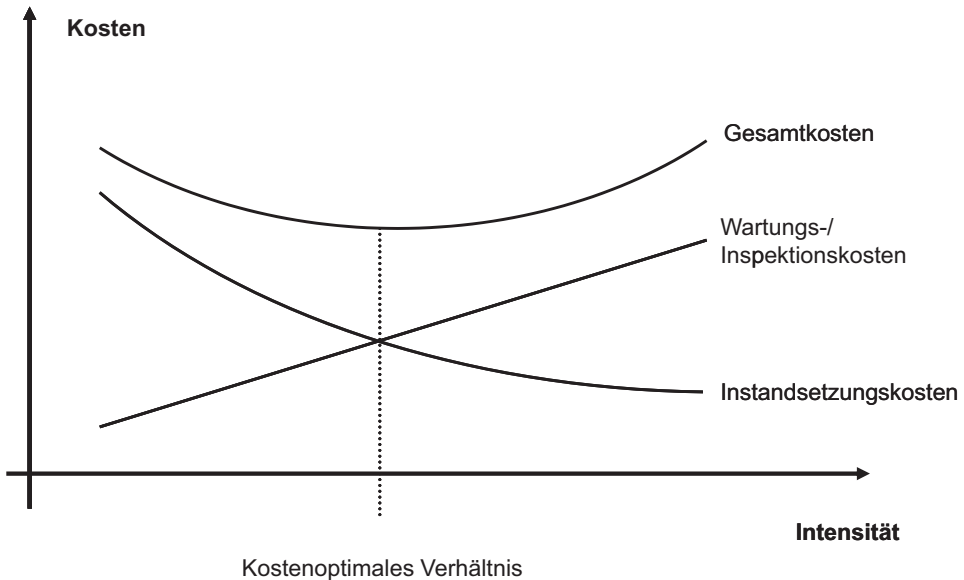 Kosten
Gesamtkosten
Wartungs-/
Inspektionskosten
Instandsetzungskosten
Intensität
Kostenoptimales Verhältnis